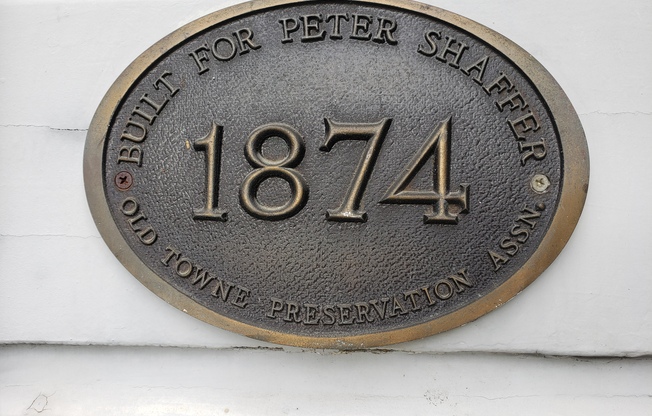 BUILT FOR PETER SHAFFER
1874
OLD TOWNE PRESERVATION ASSN.